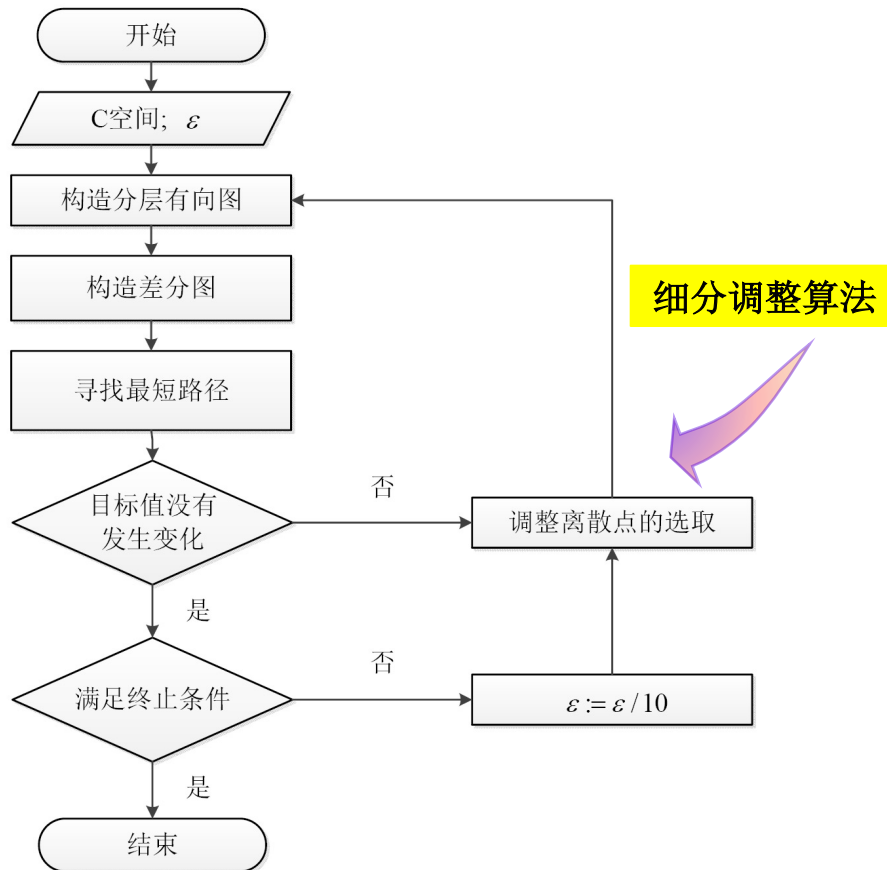 开始
C空间; ε
构造分层有向图
构造差分图
细分调整算法
寻找最短路径
目标值没有
发生变化
否
调整离散点的选取
是
满足终止条件
否
ε := ε / 10
是
结束